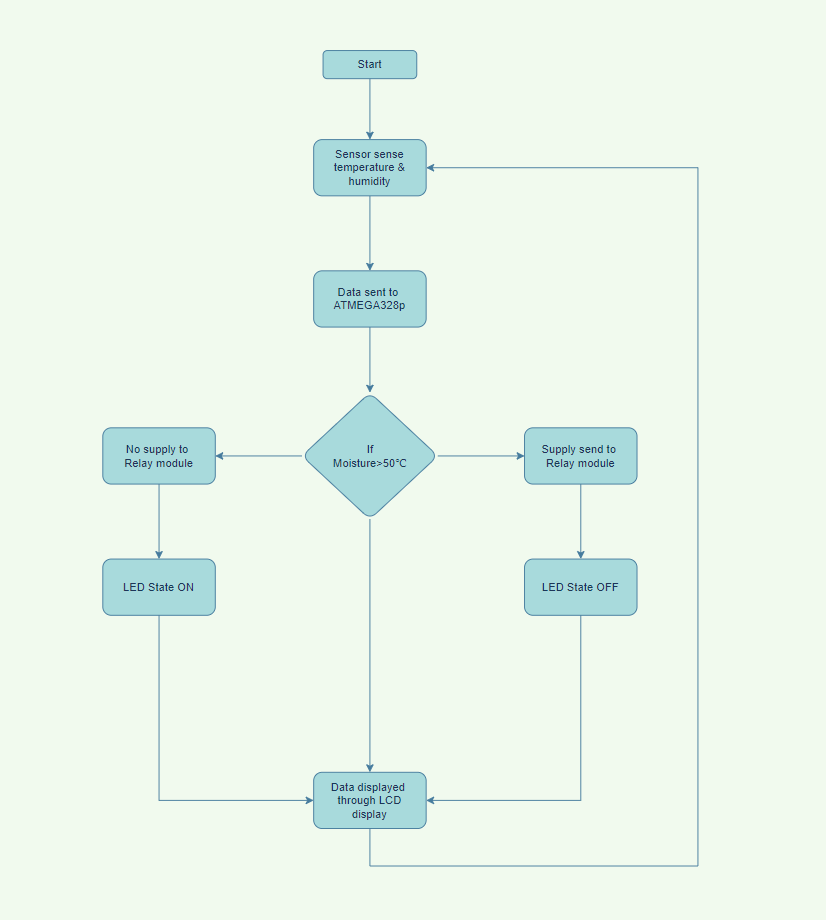 Start
Sensor sense
temperature &
humidity
Data sent to
ATMEGA328p
If
Moisture>50℃
No supply to
Relay module
Supply send to
Relay module
LED State ON
LED State OFF
Data displayed
through LCD
display